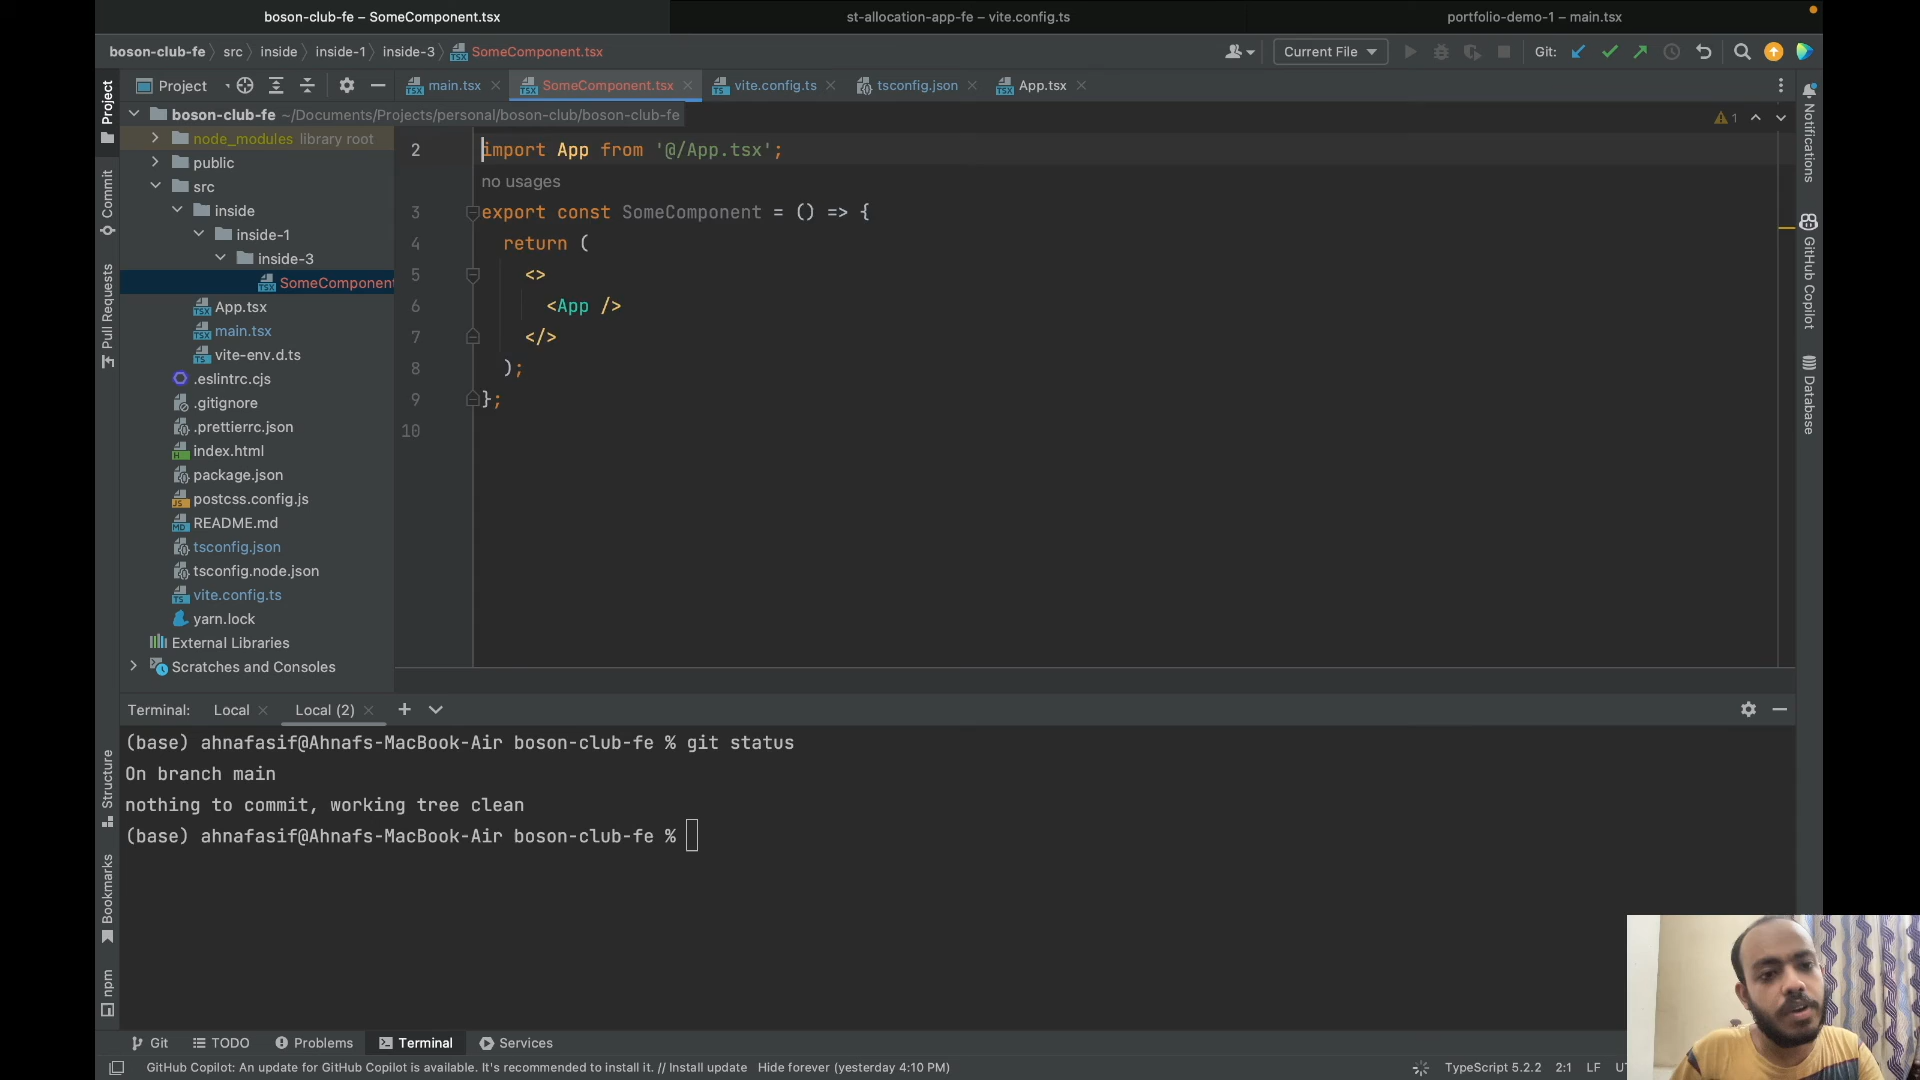 boson-club-fe – SomeComponent.tsx
st-allocation-app-fe – vite.config.ts
portfolio-demo-1 – main.tsx
boson-club-fe
src
inside
inside-1
inside-3
SomeComponent.tsx
Current File
Git:
Project
main.tsx
SomeComponent.tsx
vite.config.ts
tsconfig.json
App.tsx
boson-club-fe ~/Documents/Projects/personal/boson-club/boson-club-fe
node_modules library root
public
src
inside
inside-1
inside-3
SomeComponent
App.tsx
main.tsx
vite-env.d.ts
.eslintrc.cjs
.gitignore
.prettierrc.json
index.html
package.json
postcss.config.js
README.md
tsconfig.json
tsconfig.node.json
vite.config.ts
yarn.lock
External Libraries
Scratches and Consoles
Project
Commit
Pull Requests
Structure
Bookmarks
npm
1
2 import App from '@/App.tsx';
no usages
3 export const SomeComponent = () => {
4 return (
5 <>
6 <App />
7 </>
8 );
9 };
10
Notifications
GitHub Copilot
Database
Terminal: Local Local (2)
(base) ahnafasif@Ahnafs-MacBook-Air boson-club-fe % git status
On branch main
nothing to commit, working tree clean
(base) ahnafasif@Ahnafs-MacBook-Air boson-club-fe %
Git TODO Problems Terminal Services
GitHub Copilot: An update for GitHub Copilot is available. It's recommended to install it. // Install update Hide forever (yesterday 4:10 PM)
TypeScript 5.2.2 2:1 LF